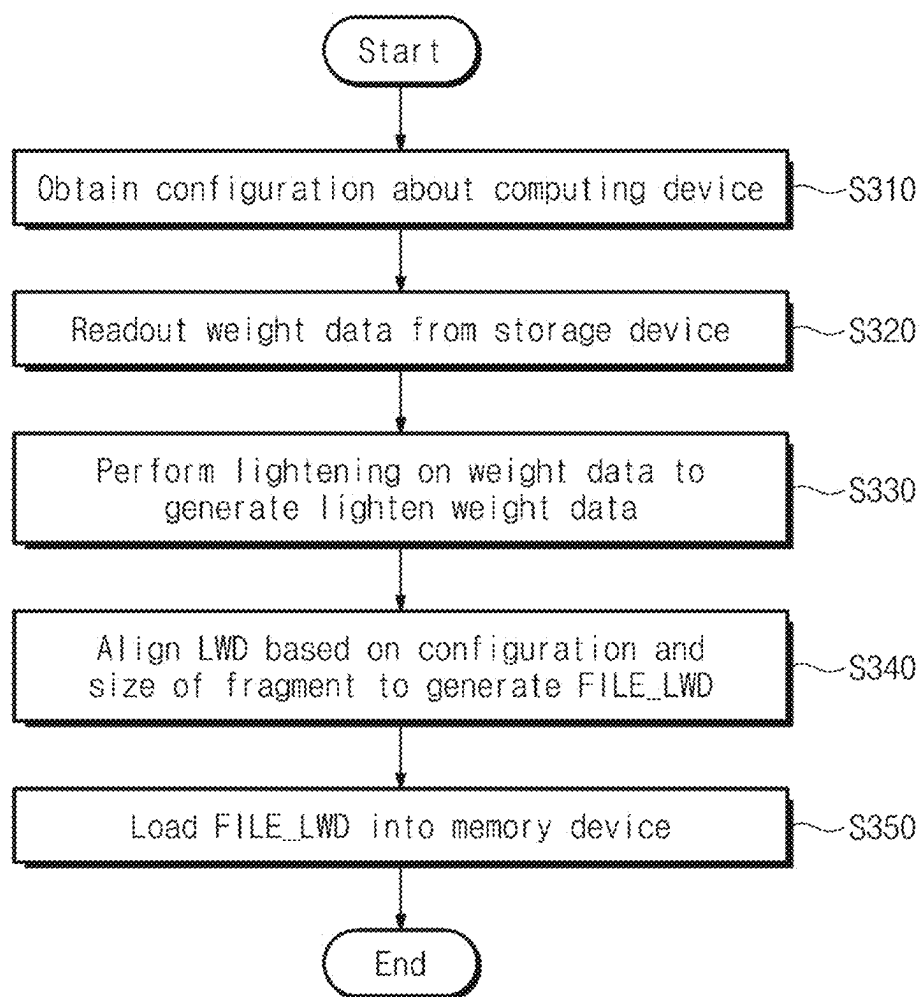 Start
Obtain configuration about computing device
S310
Readout weight data from storage device
S320
Perform lightening on weight data to
generate lighten weight data
S330
Align LWD based on configuration and
size of fragment to generate FILE_LWD
S340
Load FILE_LWD into memory device
S350
End